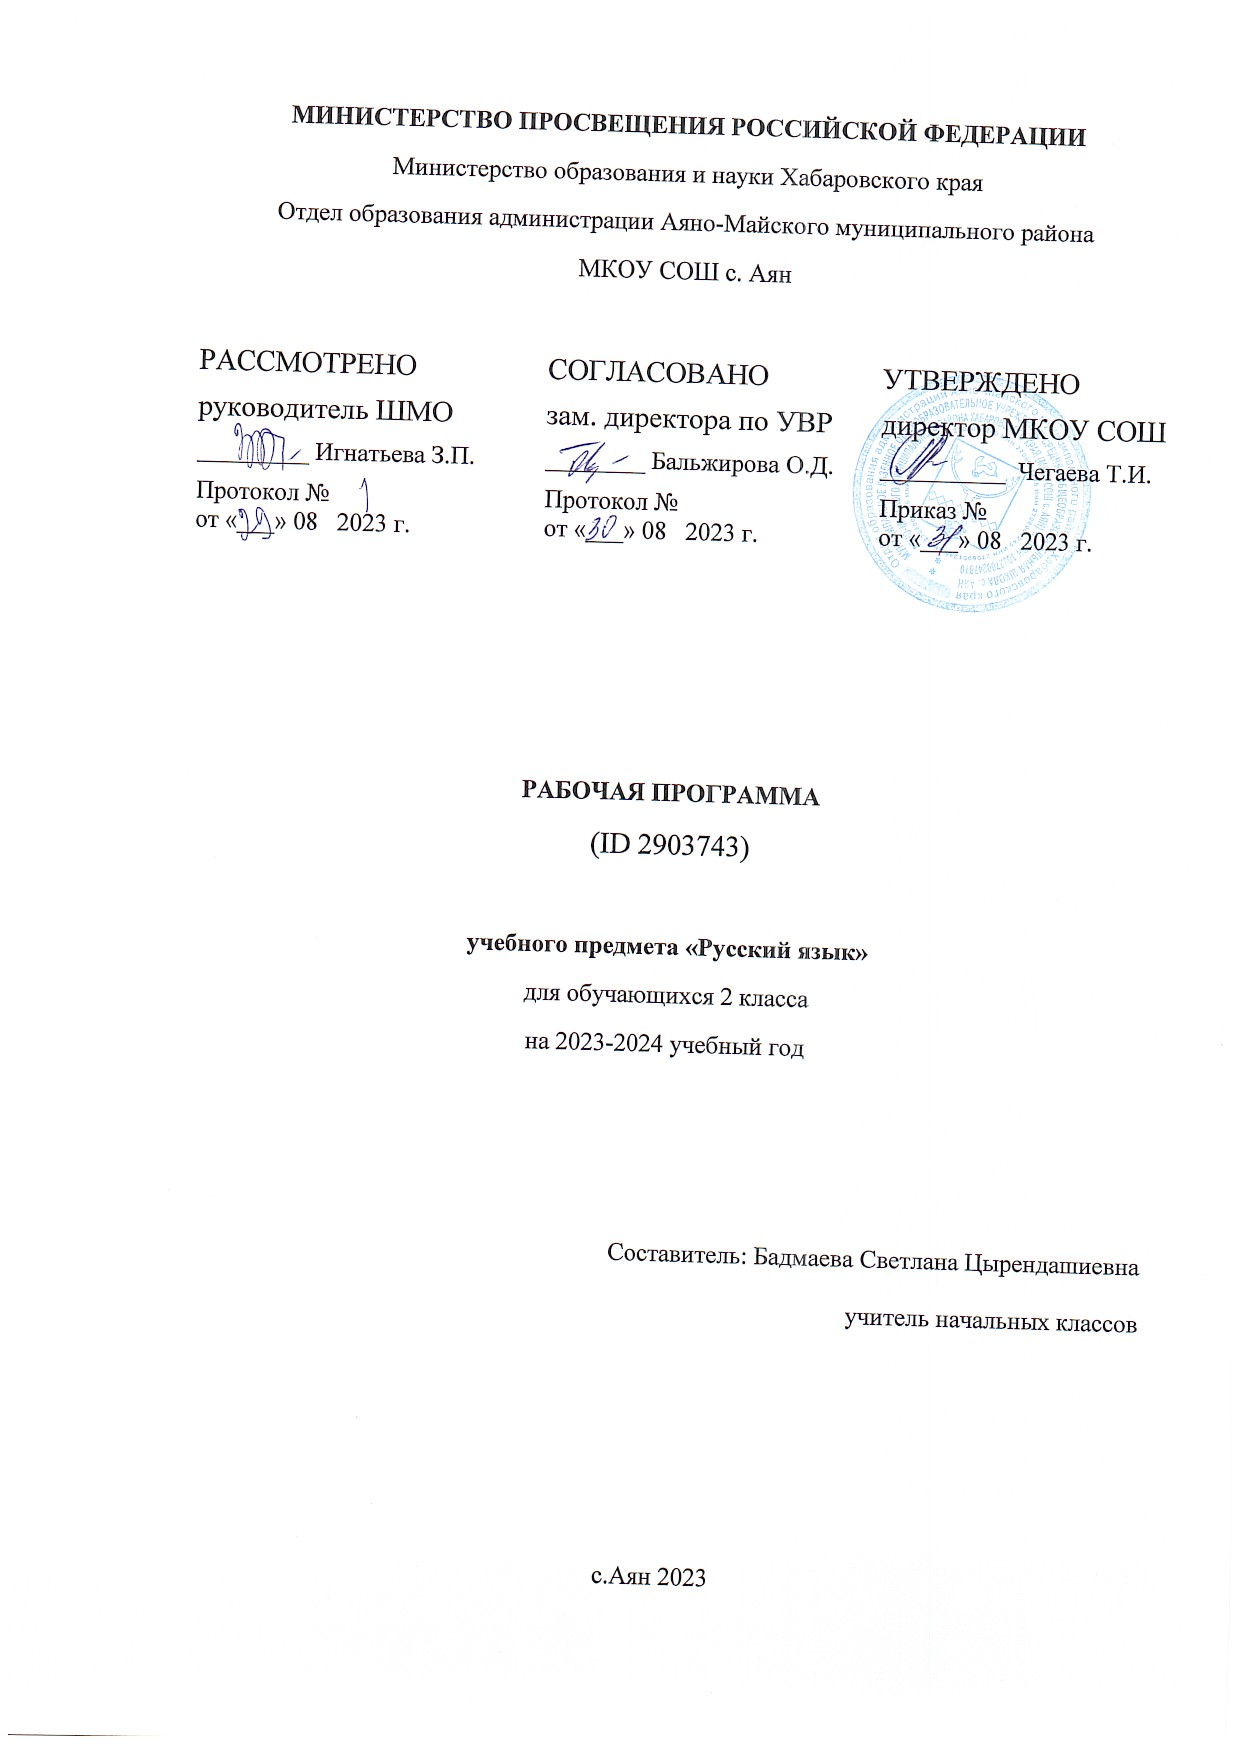 МИНИСТЕРСТВО ПРОСВЕЩЕНИЯ РОССИЙСКОЙ ФЕДЕРАЦИИ
Министерство образования и науки Хабаровского края
Отдел образования администрации Аяно-Майского муниципального района
МКОУ СОШ с. Аян
РАССМОТРЕНО
руководитель ШМО
Игнатьева З.П.
Протокол № 1
от «29» 08 2023 г.
СОГЛАСОВАНО
зам. директора по УВР
Бальжирова О.Д.
Протокол №
от «30» 08 2023 г.
УТВЕРЖДЕНО
директор МКОУ СОШ
Чегаева Т.И.
Приказ №
от «31» 08 2023 г.
РАБОЧАЯ ПРОГРАММА
(ID 2903743)
учебного предмета «Русский язык»
для обучающихся 2 класса
на 2023-2024 учебный год
Составитель: Бадмаева Светлана Цырендашиевна
учитель начальных классов
с.Аян 2023